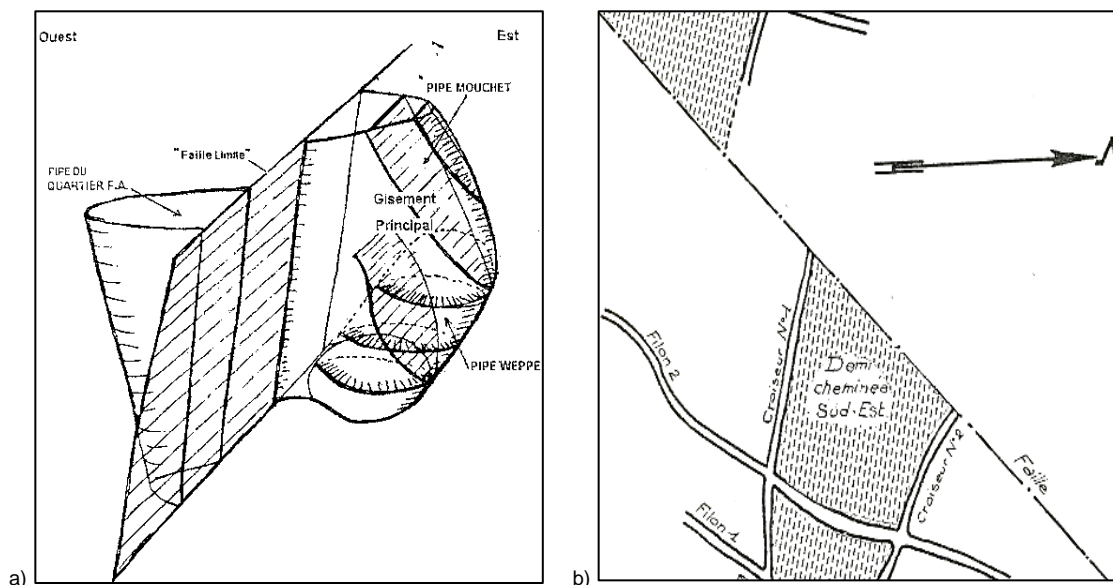 Ouest
Est
PIPE MOUCHET
"Faille Limite"
PIPE DU
QUARTIER F.A.
Gisement
Principal
PIPE WEPPE
a)
Filon 2
Croiseur N°1
Demi
cheminée
Sud-Est
Croiseur N°2
Faille
Filon 1
b)